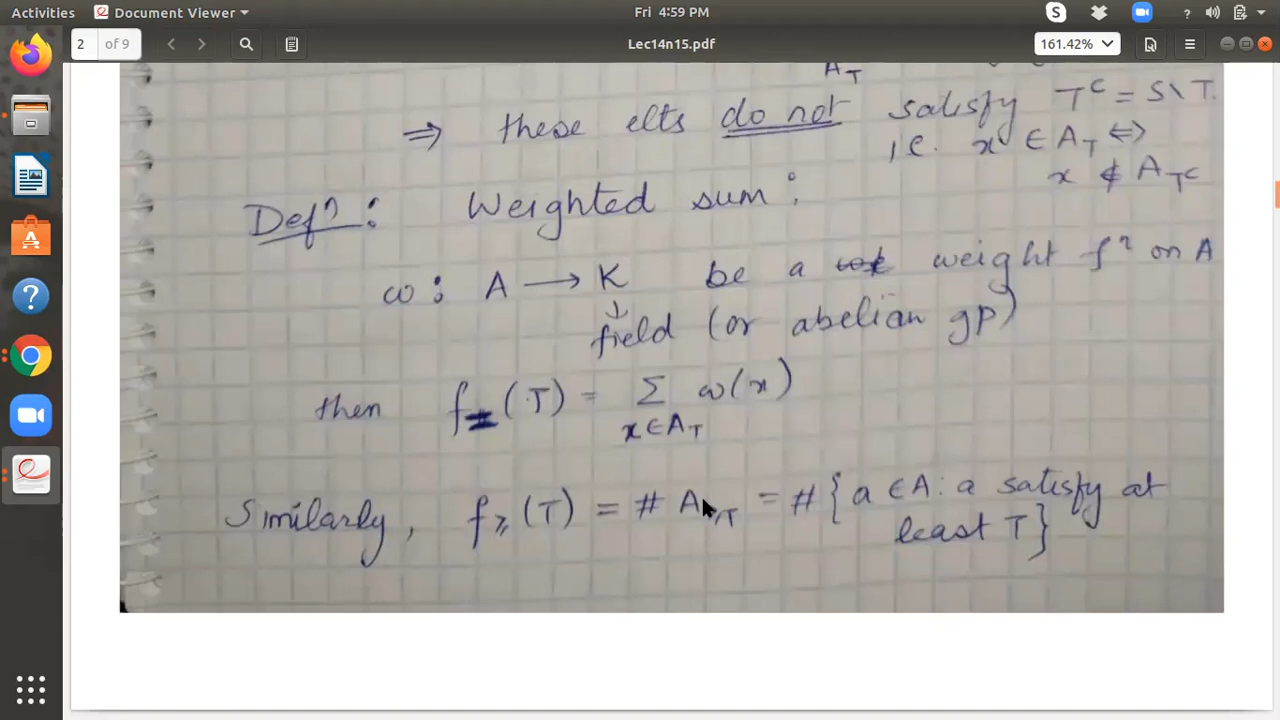 Activities Document Viewer Fri 4:59 PM
2 of 9 Lec14n15.pdf 161.42%
A_T
⇒ these elts do not satisfy T^c = S\T.
i.e. x ∈ A_T ⇔
x ∉ A_T^c
Def^n: Weighted sum:
ω: A → K be a weight f^n on A
field (or abelian gp)
then f_=(T) = Σ ω(x)
x ∈ A_T
Similarly, f_≥(T) = # A_≥T = # { a ∈ A: a satisfy at
least T }